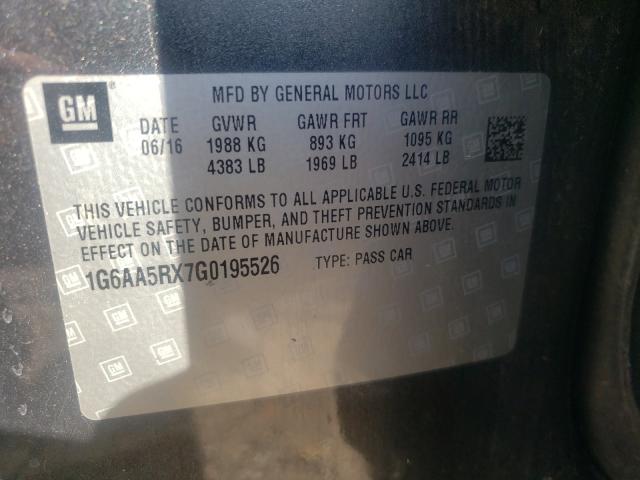 GM
MFD BY GENERAL MOTORS LLC
DATE GVWR GAWR FRT GAWR RR
06/16 1988 KG 893 KG 1095 KG
4383 LB 1969 LB 2414 LB
THIS VEHICLE CONFORMS TO ALL APPLICABLE U.S. FEDERAL MOTOR
VEHICLE SAFETY, BUMPER, AND THEFT PREVENTION STANDARDS IN
EFFECT ON THE DATE OF MANUFACTURE SHOWN ABOVE.
1G6AA5RX7G0195526 TYPE: PASS CAR